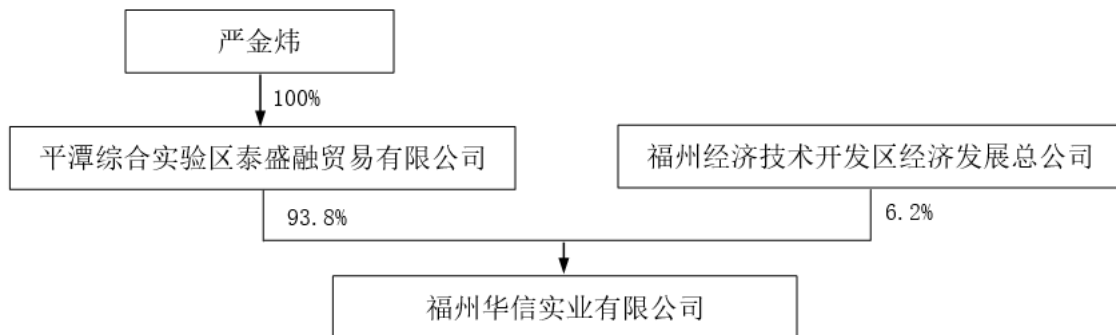 严金炜
100%
平潭综合实验区泰盛融贸易有限公司
福州经济技术开发区经济发展总公司
93.8%
6.2%
福州华信实业有限公司